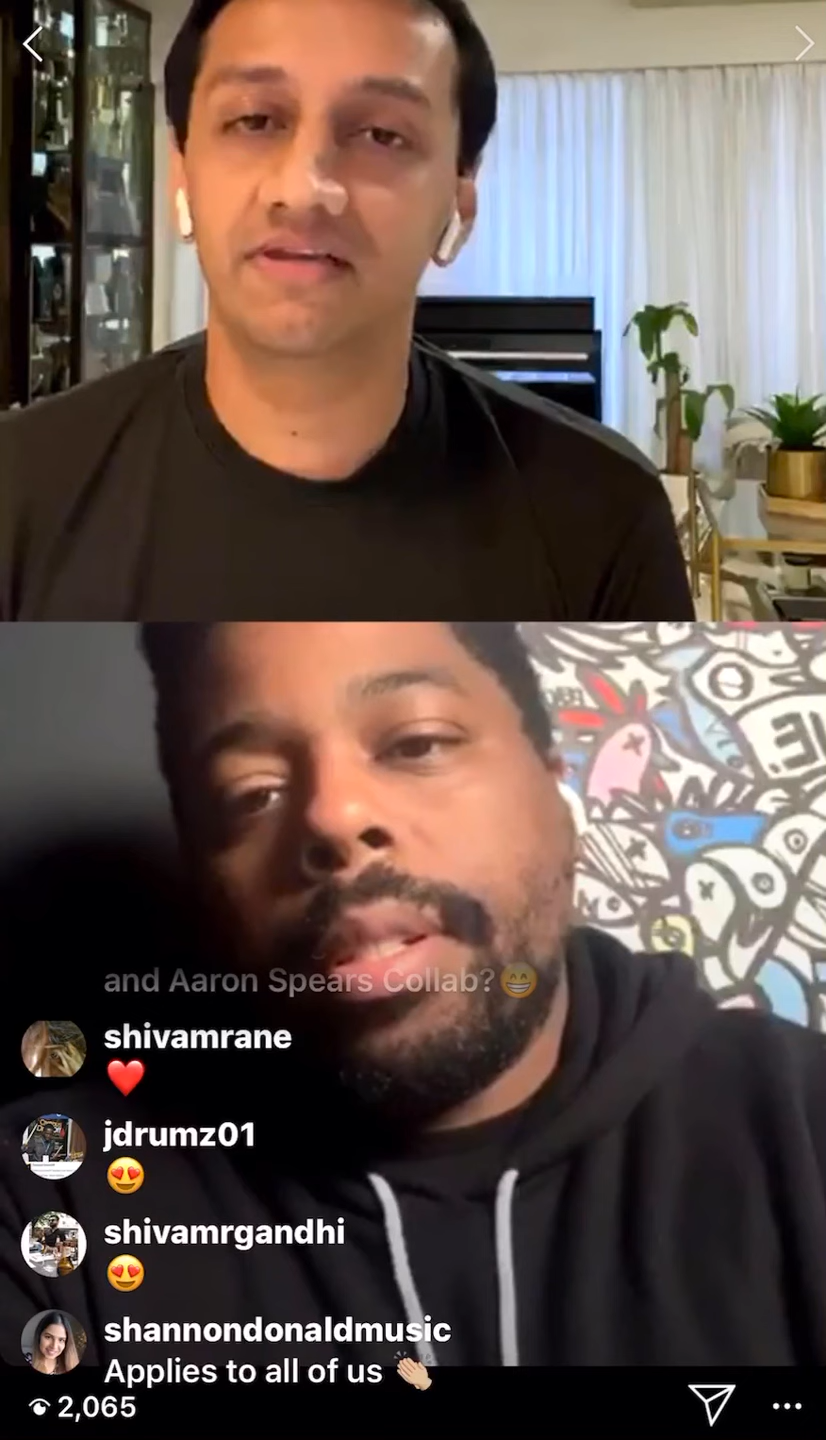 and Aaron Spears Collab?😁
shivamrane
❤️
jdrumz01
😍
shivamrgandhi
😍
shannondonaldmusic
Applies to all of us 👏🏼
2,065